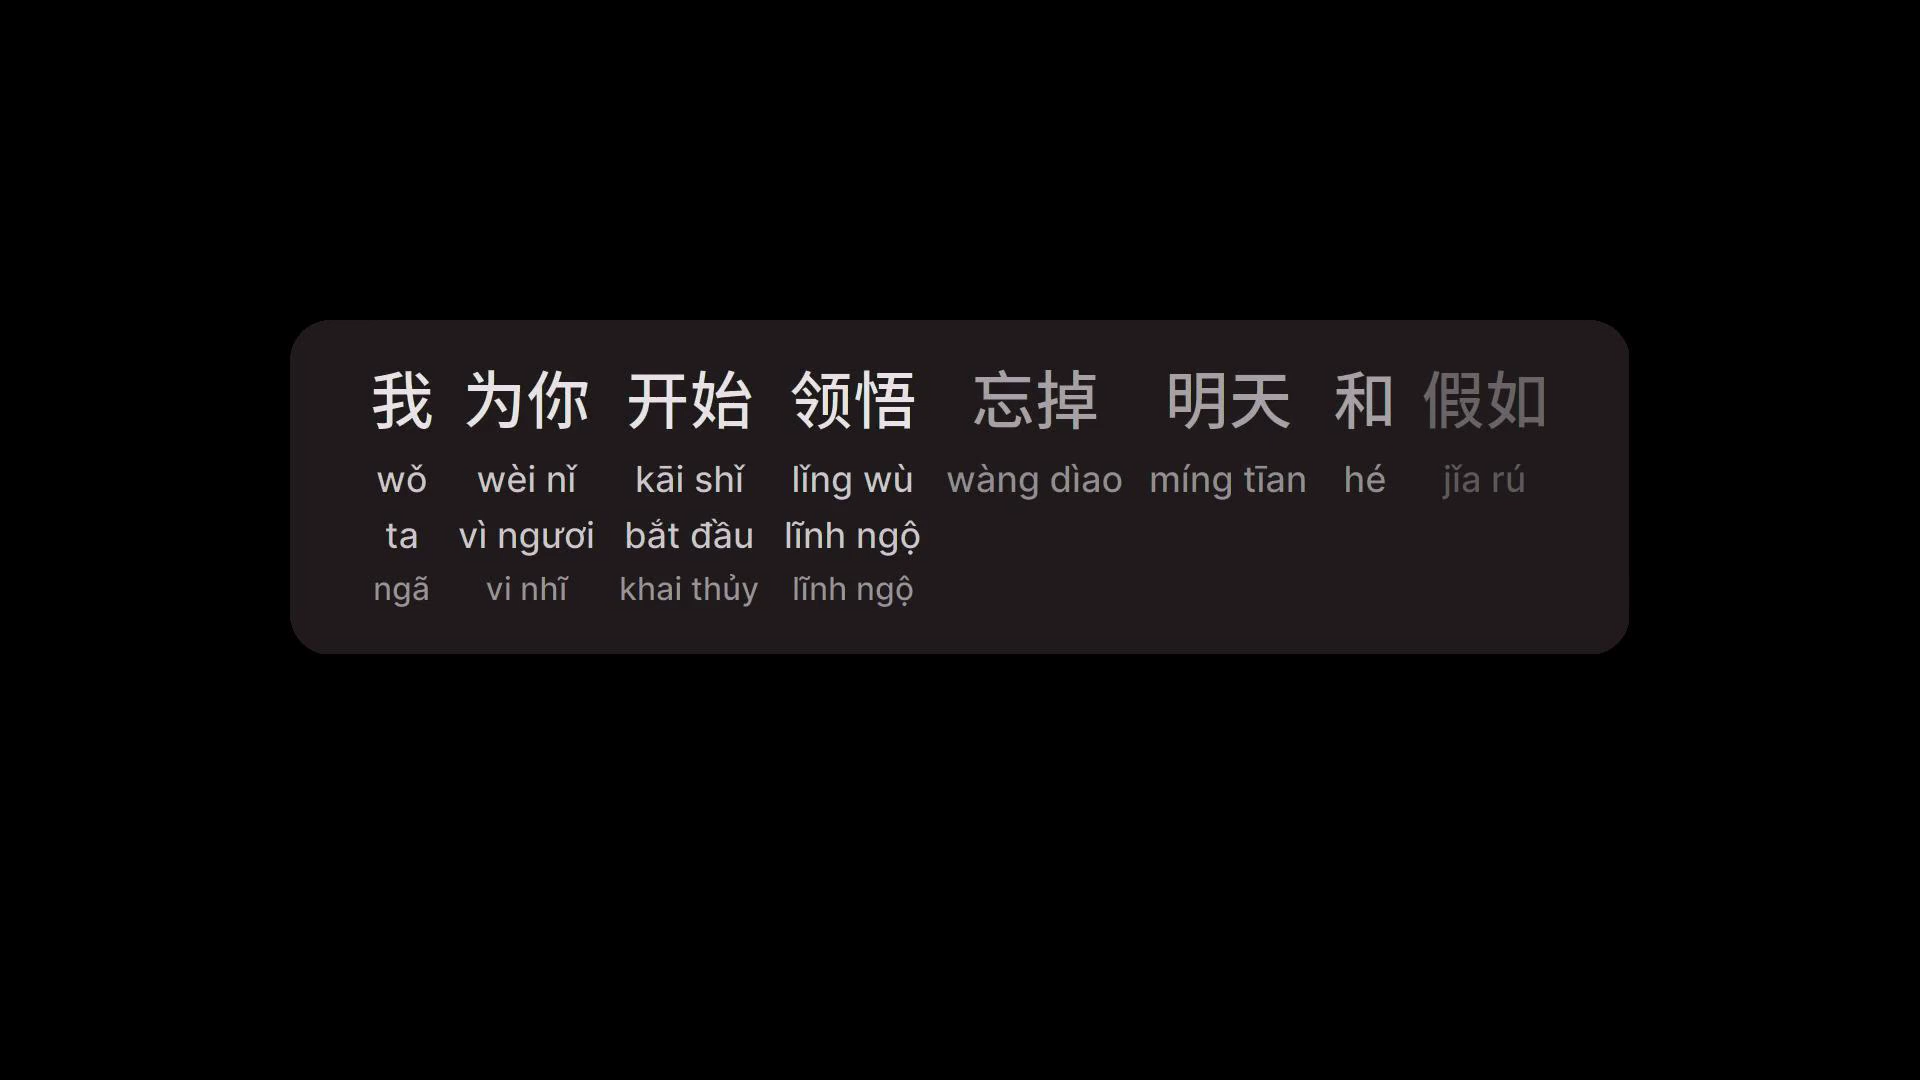 我 为你 开始 领悟 忘掉 明天 和 假如
wǒ wèi nǐ kāi shǐ lǐng wù wàng dìao míng tīan hé jǐa rú
ta vì ngươi bắt đầu lĩnh ngộ
ngã vi nhĩ khai thủy lĩnh ngộ